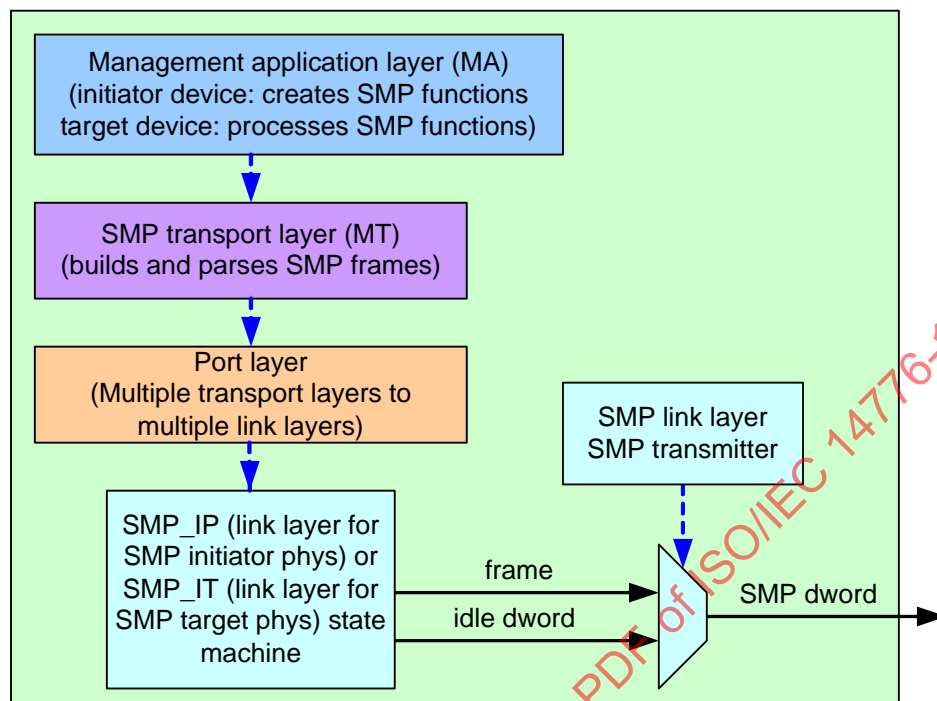 Management application layer (MA)
(initiator device: creates SMP functions
target device: processes SMP functions)
SMP transport layer (MT)
(builds and parses SMP frames)
Port layer
(Multiple transport layers to
multiple link layers)
SMP link layer
SMP transmitter
SMP_IP (link layer for
SMP initiator phys) or
SMP_IT (link layer for
SMP target phys) state
machine
frame
idle dword
SMP dword
PDF of ISO/IEC 14776-